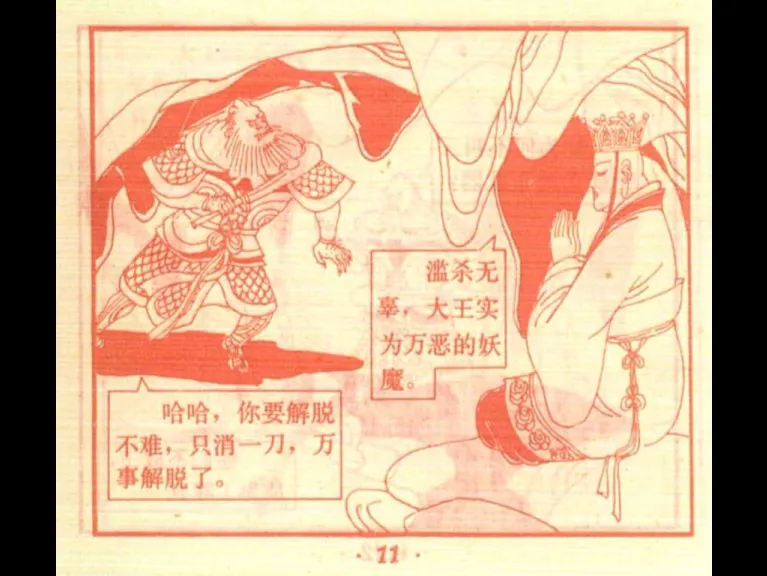 滥杀无
辜，大王实
为万恶的妖
魔。
哈哈，你要解脱
不难，只消一刀，万
事解脱了。
· 11 ·